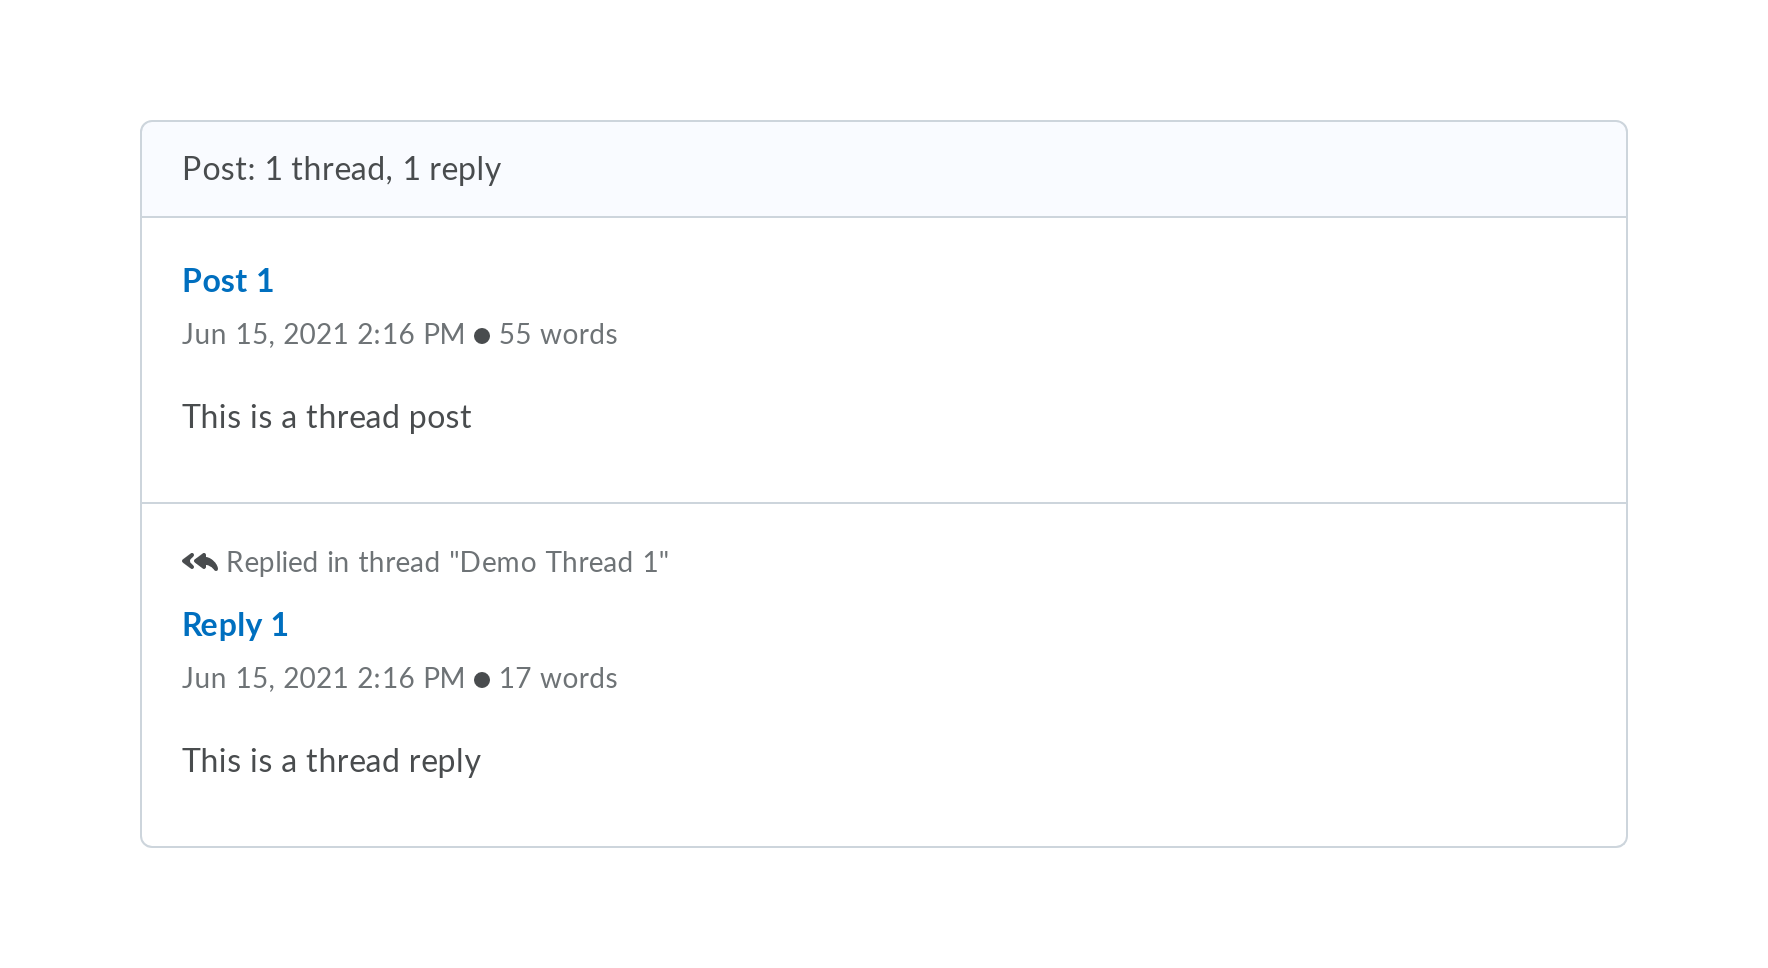 Post: 1 thread, 1 reply
Post 1
Jun 15, 2021 2:16 PM ● 55 words
This is a thread post
Replied in thread "Demo Thread 1"
Reply 1
Jun 15, 2021 2:16 PM ● 17 words
This is a thread reply